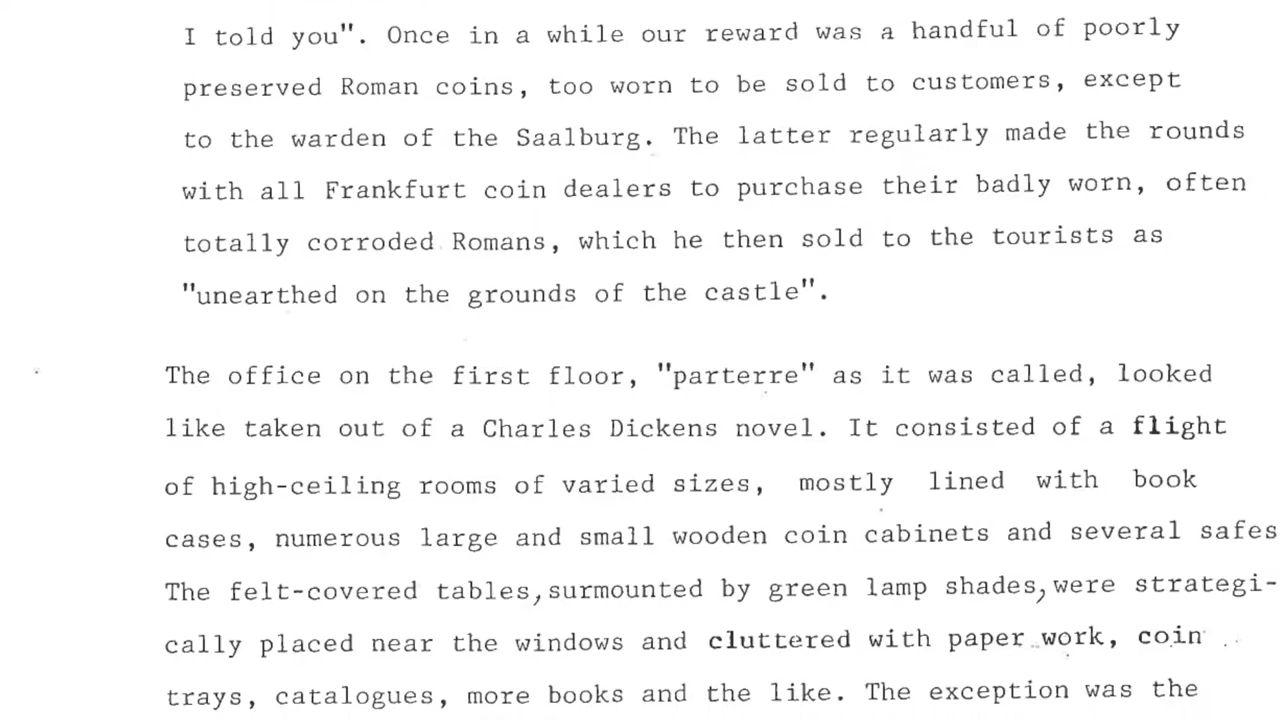 I told you". Once in a while our reward was a handful of poorly
preserved Roman coins, too worn to be sold to customers, except
to the warden of the Saalburg. The latter regularly made the rounds
with all Frankfurt coin dealers to purchase their badly worn, often
totally corroded Romans, which he then sold to the tourists as
"unearthed on the grounds of the castle".
The office on the first floor, "parterre" as it was called, looked
like taken out of a Charles Dickens novel. It consisted of a flight
of high-ceiling rooms of varied sizes, mostly lined with book
cases, numerous large and small wooden coin cabinets and several safes
The felt-covered tables, surmounted by green lamp shades, were strategi-
cally placed near the windows and cluttered with paper work, coin
trays, catalogues, more books and the like. The exception was the